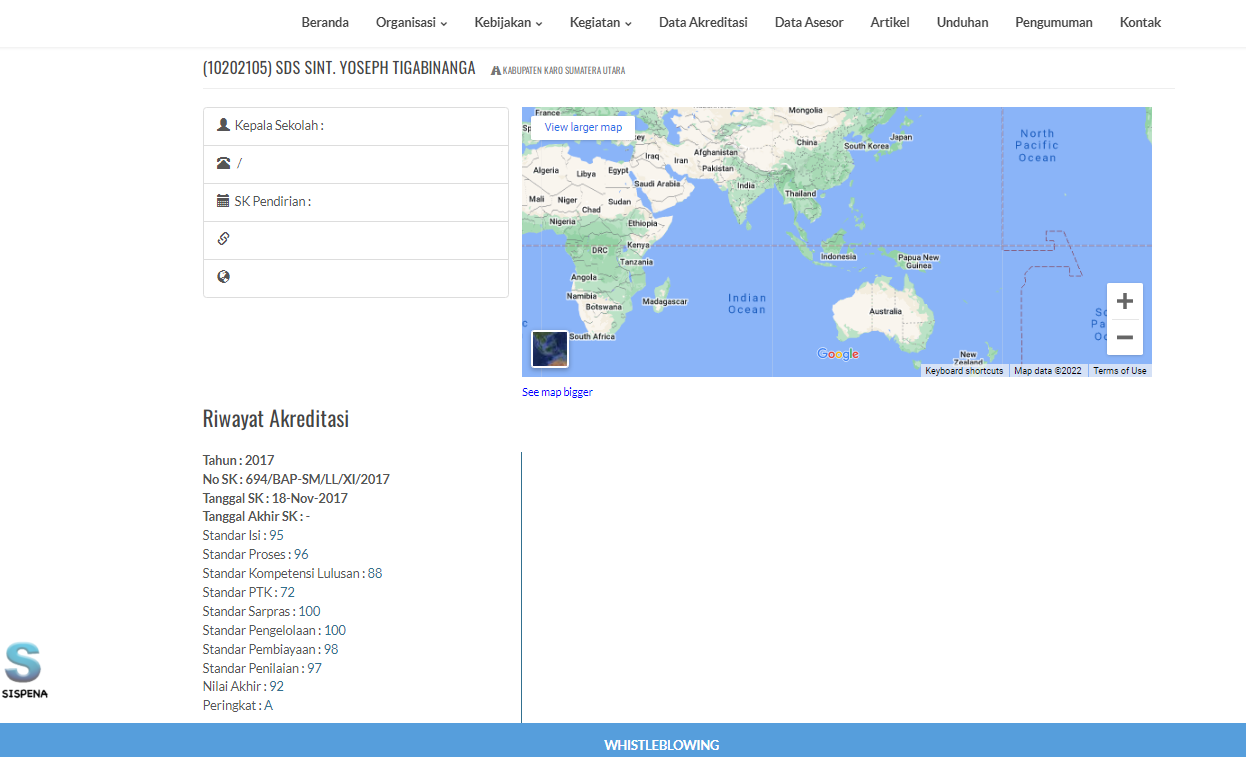 Beranda Organisasi Kebijakan Kegiatan Data Akreditasi Data Asesor Artikel Unduhan Pengumuman Kontak
(10202105) SDS SINT. YOSEPH TIGABINANGA KABUPATEN KARO SUMATERA UTARA
Kepala Sekolah :
/
SK Pendirian :
View larger map
France
Mongolia
North
Pacific
Ocean
Japan
China
South Korea
Afghanistan
Iraq
Iran
Pakistan
Algeria
Libya
Egypt
Saudi Arabia
India
Thailand
Mali
Niger
Chad
Sudan
Nigeria
Ethiopia
DRC
Kenya
Tanzania
Indonesia
Papua New
Guinea
Angola
Namibia
Botswana
Madagascar
Indian
Ocean
Australia
South Africa
New
Zealand
Google
Keyboard shortcuts Map data ©2022 Terms of Use
See map bigger
Riwayat Akreditasi
Tahun : 2017
No SK : 694/BAP-SM/LL/XI/2017
Tanggal SK : 18-Nov-2017
Tanggal Akhir SK : -
Standar Isi : 95
Standar Proses : 96
Standar Kompetensi Lulusan : 88
Standar PTK : 72
Standar Sarpras : 100
Standar Pengelolaan : 100
Standar Pembiayaan : 98
Standar Penilaian : 97
Nilai Akhir : 92
Peringkat : A
S
SISPENA
WHISTLEBLOWING